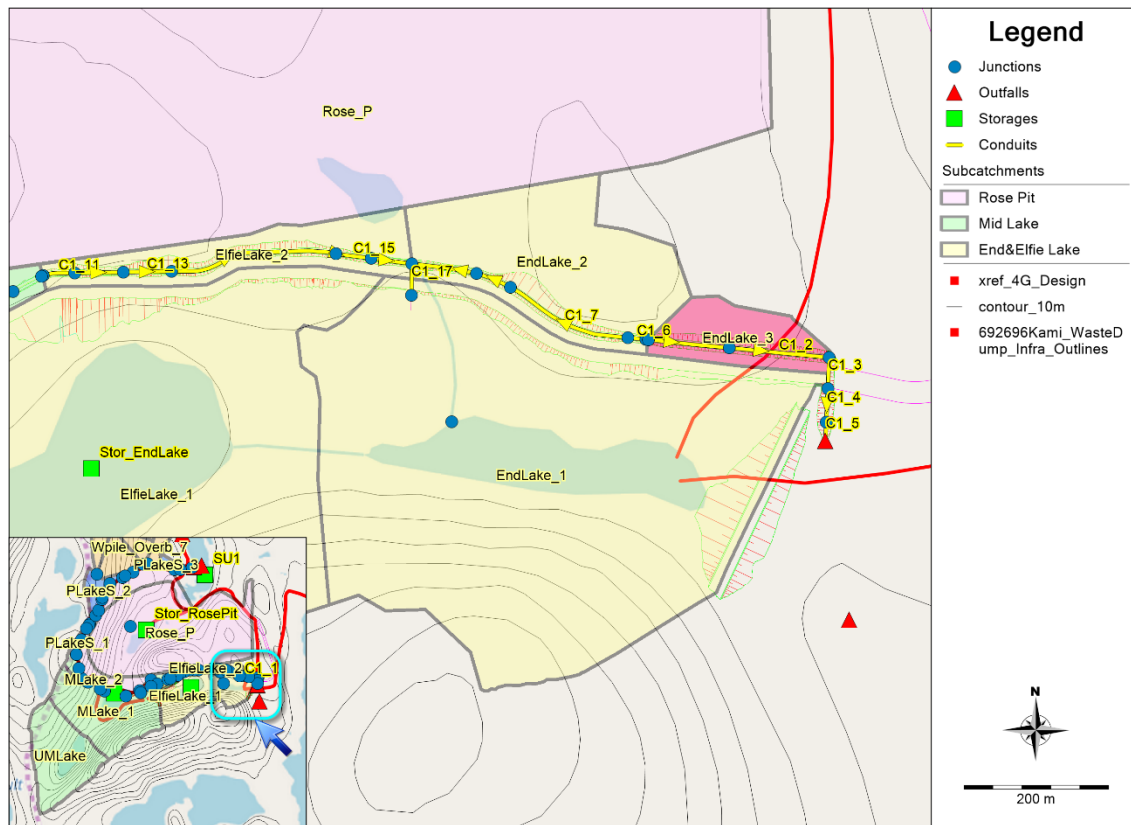 Rose_P
ElfieLake_2
C1_15
C1_11
C1_13
C1_17
EndLake_2
C1_7
C1_6
EndLake_3
C1_2
C1_3
C1_4
C1_5
Stor_EndLake
ElfieLake_1
EndLake_1
Wpile_Overb_7
PLakeS_3
SU1
PLakeS_2
Stor_RosePit
Rose_P
PLakeS_1
MLake_2
ElfieLake_2
C1_1
ElfieLake_1
MLake_1
UMLake
Legend
Junctions
Outfalls
Storages
Conduits
Subcatchments
Rose Pit
Mid Lake
End&Elfie Lake
xref_4G_Design
contour_10m
692696Kami_WasteD
ump_Infra_Outlines
N
200 m